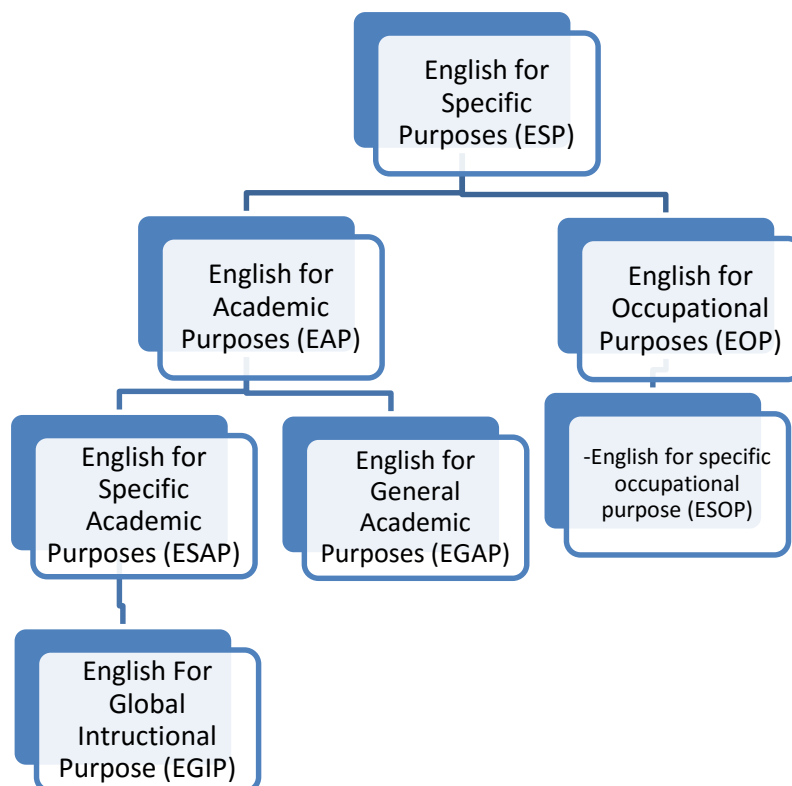 English for
Specific
Purposes (ESP)
English for
Academic
Purposes (EAP)
English for
Occupational
Purposes (EOP)
English for
Specific
Academic
Purposes (ESAP)
English for
General
Academic
Purposes (EGAP)
-English for specific
occupational
purpose (ESOP)
English For
Global
Intructional
Purpose (EGIP)